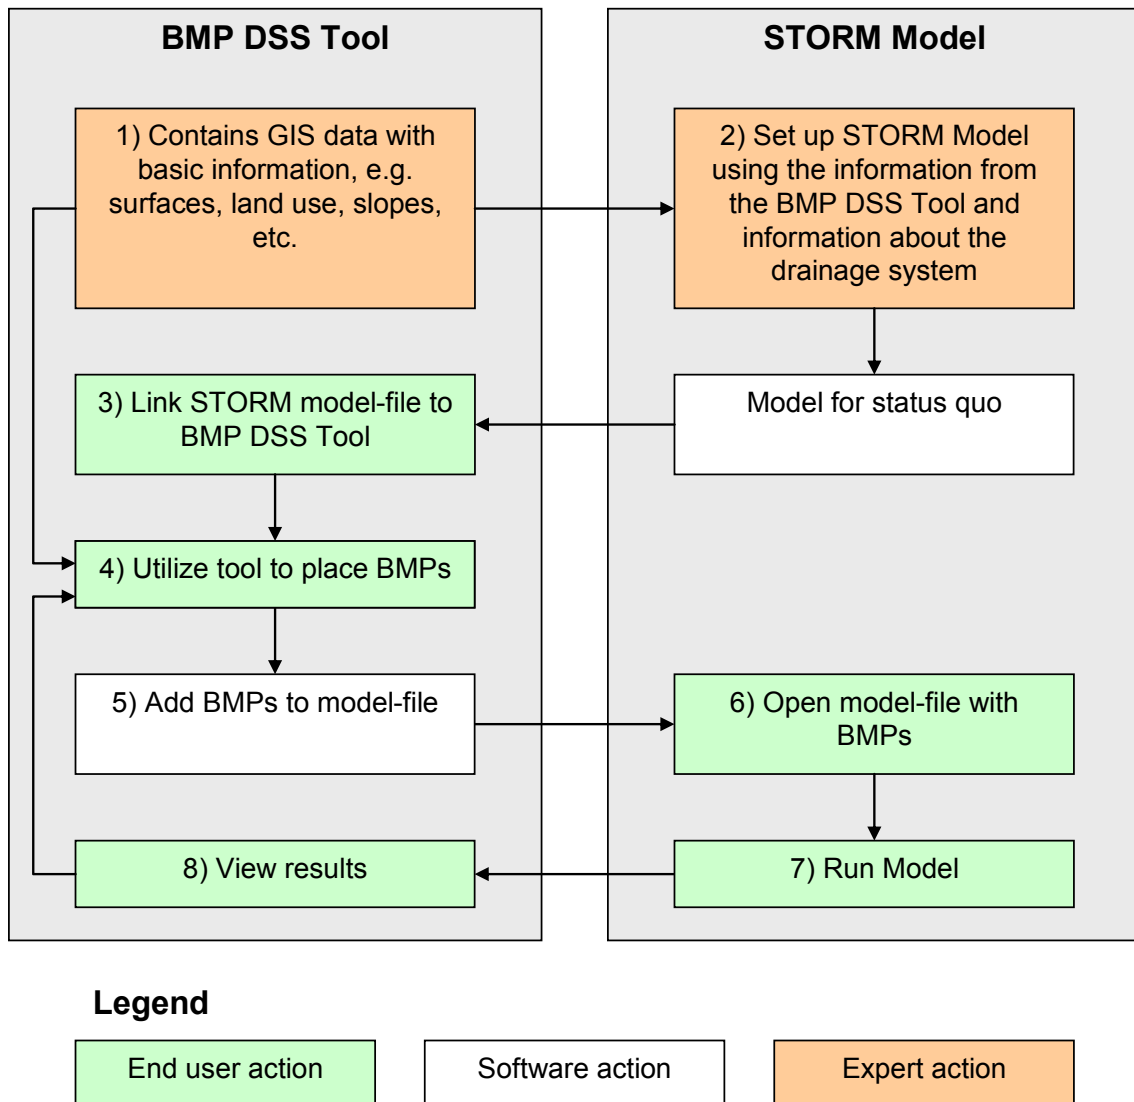 BMP DSS Tool
STORM Model
1) Contains GIS data with
basic information, e.g.
surfaces, land use, slopes,
etc.
2) Set up STORM Model
using the information from
the BMP DSS Tool and
information about the
drainage system
3) Link STORM model-file to
BMP DSS Tool
Model for status quo
4) Utilize tool to place BMPs
5) Add BMPs to model-file
6) Open model-file with
BMPs
8) View results
7) Run Model
Legend
End user action
Software action
Expert action